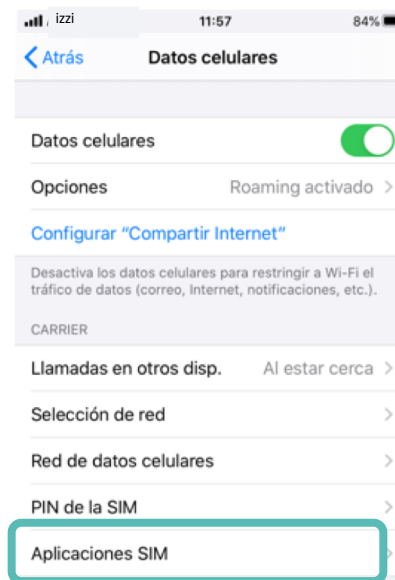 izzi 11:57 84%
Atrás Datos celulares
Datos celulares
Opciones Roaming activado
Configurar “Compartir Internet”
Desactiva los datos celulares para restringir a Wi-Fi el
tráfico de datos (correo, Internet, notificaciones, etc.).
CARRIER
Llamadas en otros disp. Al estar cerca
Selección de red
Red de datos celulares
PIN de la SIM
Aplicaciones SIM